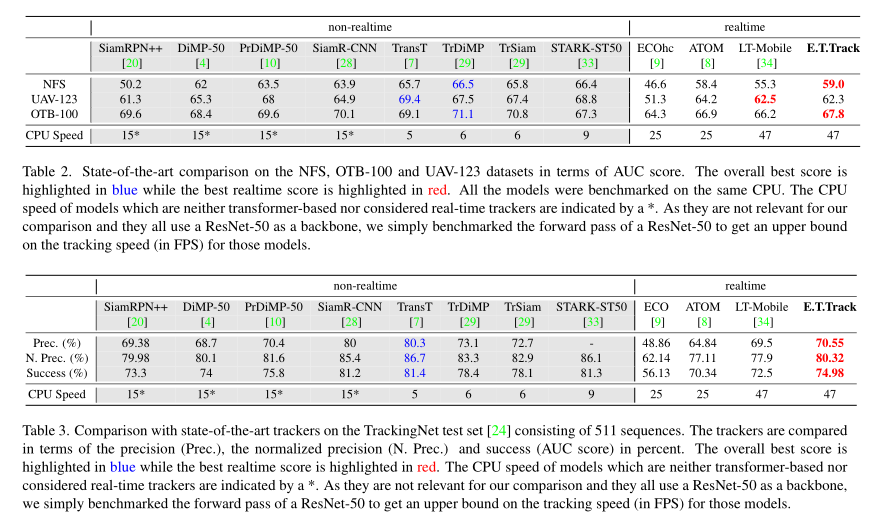 non-realtime realtime
SiamRPN++ DiMP-50 PrDiMP-50 SiamR-CNN TransT TrDiMP TrSiam STARK-ST50 ECOhc ATOM LT-Mobile E.T.Track
[20] [4] [10] [28] [7] [29] [29] [33] [9] [8] [34]
NFS 50.2 62 63.5 63.9 65.7 66.5 65.8 66.4 46.6 58.4 55.3 59.0
UAV-123 61.3 65.3 68 64.9 69.4 67.5 67.4 68.8 51.3 64.2 62.5 62.3
OTB-100 69.6 68.4 69.6 70.1 69.1 71.1 70.8 67.3 64.3 66.9 66.2 67.8
CPU Speed 15* 15* 15* 15* 5 6 6 9 25 25 47 47
Table 2. State-of-the-art comparison on the NFS, OTB-100 and UAV-123 datasets in terms of AUC score. The overall best score is
highlighted in blue while the best realtime score is highlighted in red. All the models were benchmarked on the same CPU. The CPU
speed of models which are neither transformer-based nor considered real-time trackers are indicated by a *. As they are not relevant for our
comparison and they all use a ResNet-50 as a backbone, we simply benchmarked the forward pass of a ResNet-50 to get an upper bound
on the tracking speed (in FPS) for those models.
non-realtime realtime
SiamRPN++ DiMP-50 PrDiMP-50 SiamR-CNN TransT TrDiMP TrSiam STARK-ST50 ECO ATOM LT-Mobile E.T.Track
[20] [4] [10] [28] [7] [29] [29] [33] [9] [8] [34]
Prec. (%) 69.38 68.7 70.4 80 80.3 73.1 72.7 - 48.86 64.84 69.5 70.55
N. Prec. (%) 79.98 80.1 81.6 85.4 86.7 83.3 82.9 86.1 62.14 77.11 77.9 80.32
Success (%) 73.3 74 75.8 81.2 81.4 78.4 78.1 81.3 56.13 70.34 72.5 74.98
CPU Speed 15* 15* 15* 15* 5 6 6 9 25 25 47 47
Table 3. Comparison with state-of-the-art trackers on the TrackingNet test set [24] consisting of 511 sequences. The trackers are compared
in terms of the precision (Prec.), the normalized precision (N. Prec.) and success (AUC score) in percent. The overall best score is
highlighted in blue while the best realtime score is highlighted in red. The CPU speed of models which are neither transformer-based nor
considered real-time trackers are indicated by a *. As they are not relevant for our comparison and they all use a ResNet-50 as a backbone,
we simply benchmarked the forward pass of a ResNet-50 to get an upper bound on the tracking speed (in FPS) for those models.